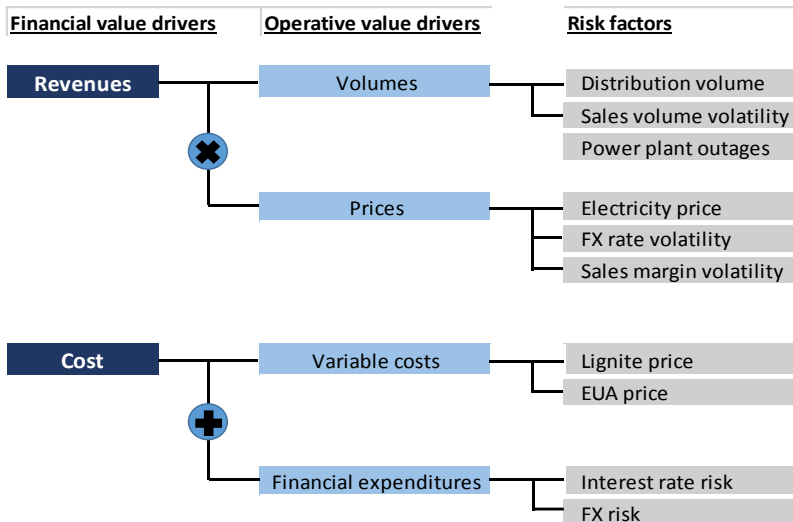 Financial value drivers
Operative value drivers
Risk factors
Revenues
Volumes
Distribution volume
Sales volume volatility
Power plant outages
Prices
Electricity price
FX rate volatility
Sales margin volatility
Cost
Variable costs
Lignite price
EUA price
Financial expenditures
Interest rate risk
FX risk